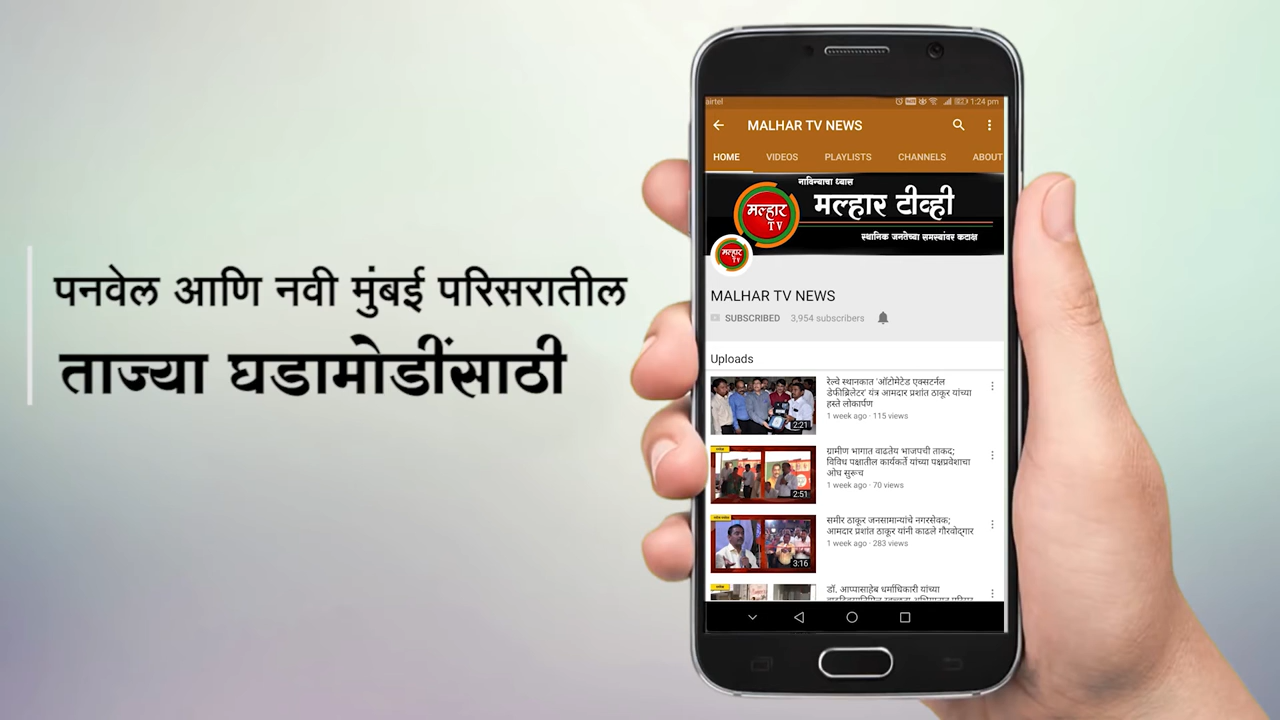 पनवेल आणि नवी मुंबई परिसरातील
ताज्या घडामोडींसाठी
airtel
1:24 pm
MALHAR TV NEWS
HOME VIDEOS PLAYLISTS CHANNELS ABOUT
नाविन्याचा ध्यास
मल्हार टीव्ही
मल्हार
TV
स्थानिक जनतेच्या समस्यांवर कटाक्ष
मल्हार
TV
MALHAR TV NEWS
SUBSCRIBED 3,954 subscribers
Uploads
रेल्वे स्थानकात 'ऑटोमेटेड एक्सटर्नल
डेफीब्रिलेटर' यंत्र आमदार प्रशांत ठाकूर यांच्या
हस्ते लोकार्पण
1 week ago · 115 views
2:21
ग्रामीण भागात वाढतेय भाजपची ताकद;
विविध पक्षातील कार्यकर्ते यांच्या पक्षप्रवेशाचा
ओघ सुरूच
1 week ago · 70 views
2:51
समीर ठाकूर जनसामान्यांचे नगरसेवक;
आमदार प्रशांत ठाकूर यांनी काढले गौरवोद्गार
1 week ago · 283 views
3:16
डॉ. आप्पासाहेब धर्माधिकारी यांच्या